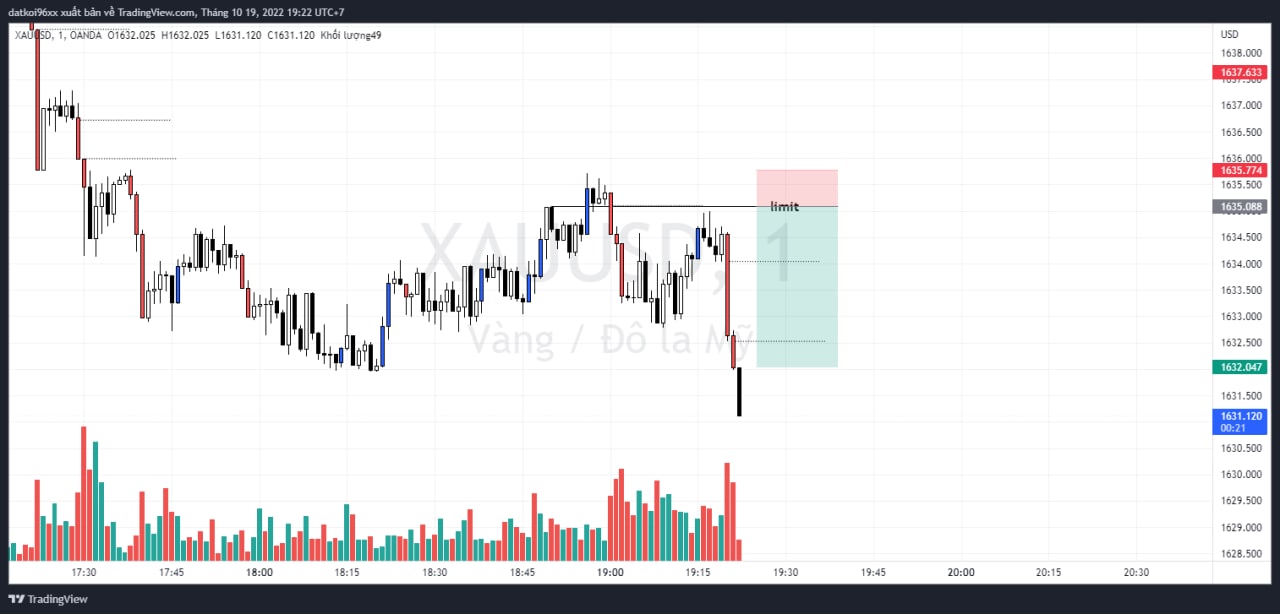 datkoi96xx xuất bản về TradingView.com, Tháng 10 19, 2022 19:22 UTC+7
XAUUSD, 1, OANDA O1632.025 H1632.025 L1631.120 C1631.120 Khối lượng49
USD
1638.000
1637.633
1637.500
1637.000
1636.500
1636.000
1635.774
1635.500
limit
1635.088
1634.500
XAUUSD, 1
1634.000
1633.500
1633.000
Vàng / Đô la Mỹ
1632.500
1632.047
1631.500
1631.120
00:21
1630.500
1630.000
1629.500
1629.000
1628.500
17:30 17:45 18:00 18:15 18:30 18:45 19:00 19:15 19:30 19:45 20:00 20:15 20:30
TradingView